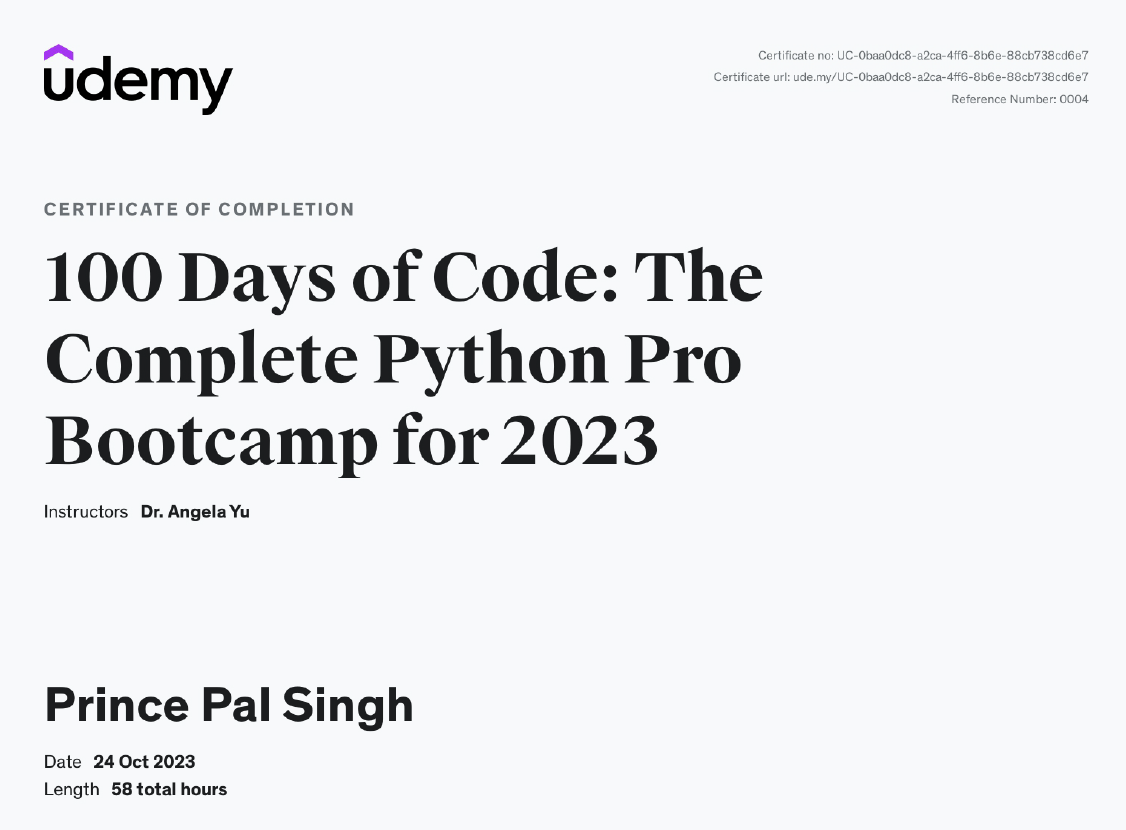 udemy
Certificate no: UC-0baa0dc8-a2ca-4ff6-8b6e-88cb738cd6e7
Certificate url: ude.my/UC-0baa0dc8-a2ca-4ff6-8b6e-88cb738cd6e7
Reference Number: 0004
CERTIFICATE OF COMPLETION
100 Days of Code: The
Complete Python Pro
Bootcamp for 2023
Instructors Dr. Angela Yu
Prince Pal Singh
Date 24 Oct 2023
Length 58 total hours